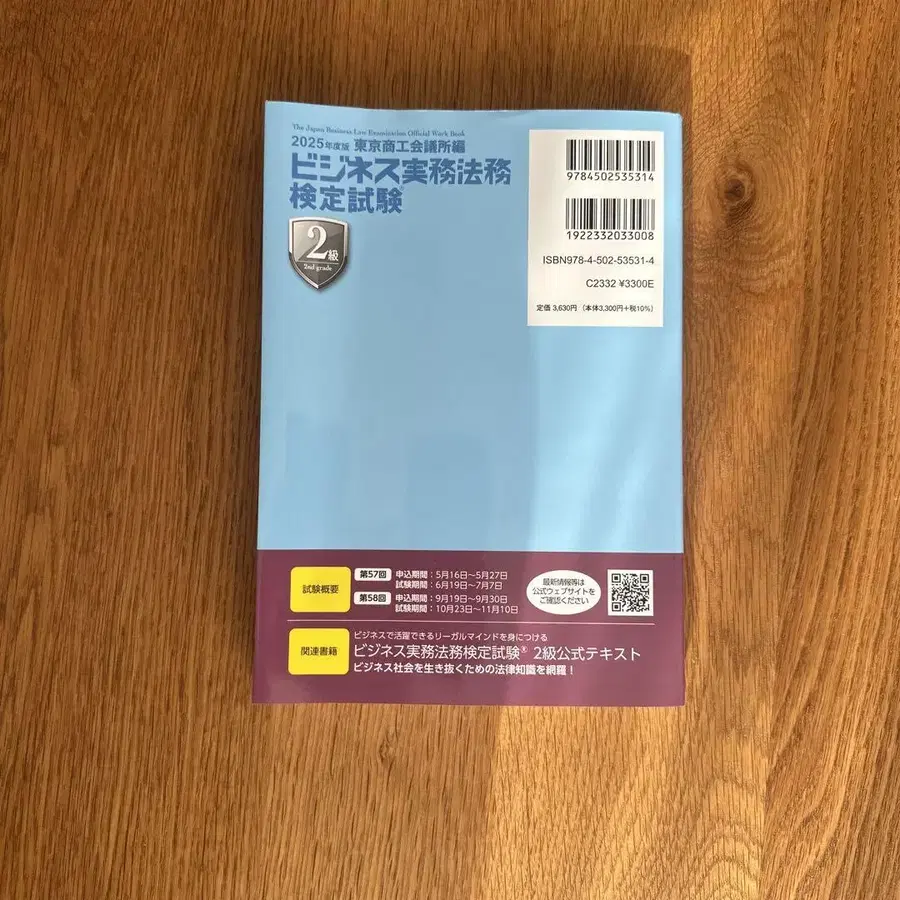 The Japan Business Law Examination Official Work Book
2025年度版 東京商工会議所編
ビジネス実務法務
検定試験®
2級
2nd grade
9784502535314
1922332033008
ISBN978-4-502-53531-4
C2332 ¥3300E
定価 3,630円 (本体3,300円+税10%)
試験概要
第57回 申込期間:5月16日~5月27日
試験期間:6月19日~7月7日
第58回 申込期間:9月19日~9月30日
試験期間:10月23日~11月10日
最新情報等は
公式ウェブサイトを
ご確認ください
関連書籍
ビジネスで活躍できるリーガルマインドを身につける
ビジネス実務法務検定試験® 2級公式テキスト
ビジネス社会を生き抜くための法律知識を網羅!